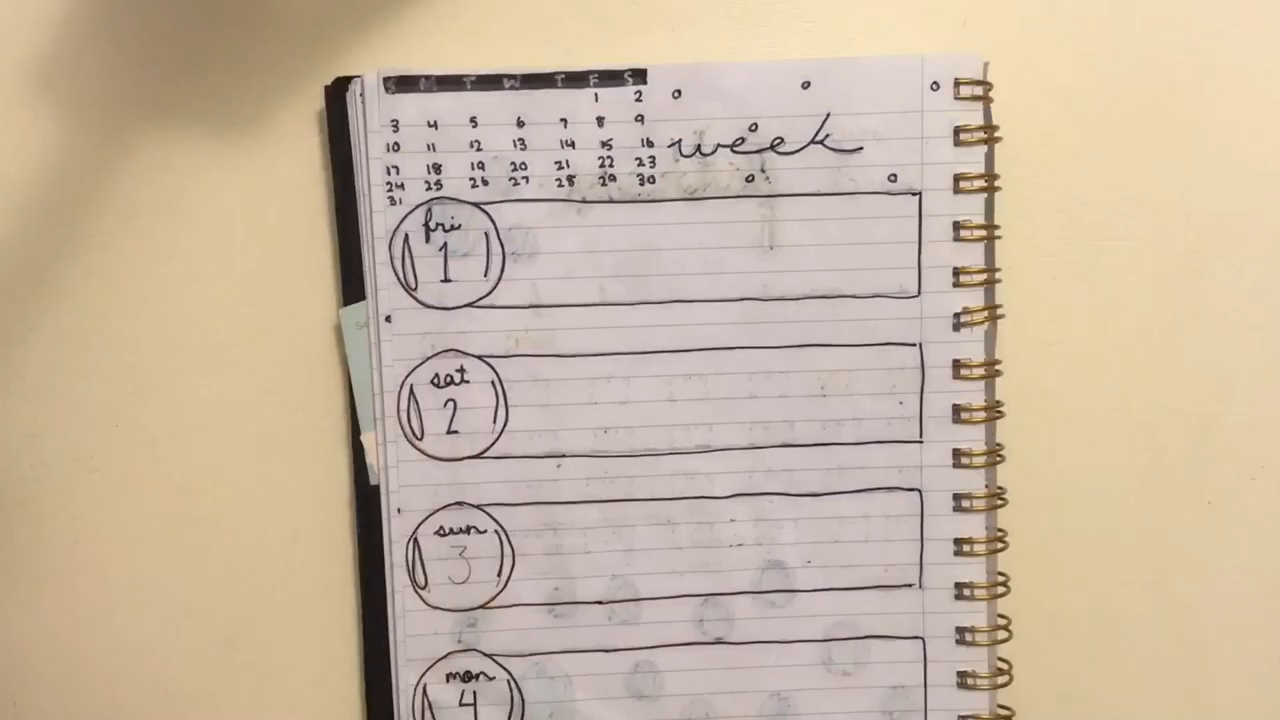 S M T W T F S
1 2
3 4 5 6 7 8 9
week
10 11 12 13 14 15 16
17 18 19 20 21 22 23
24 25 26 27 28 29 30
31
fri
1
sat
2
sun
3
mon
4